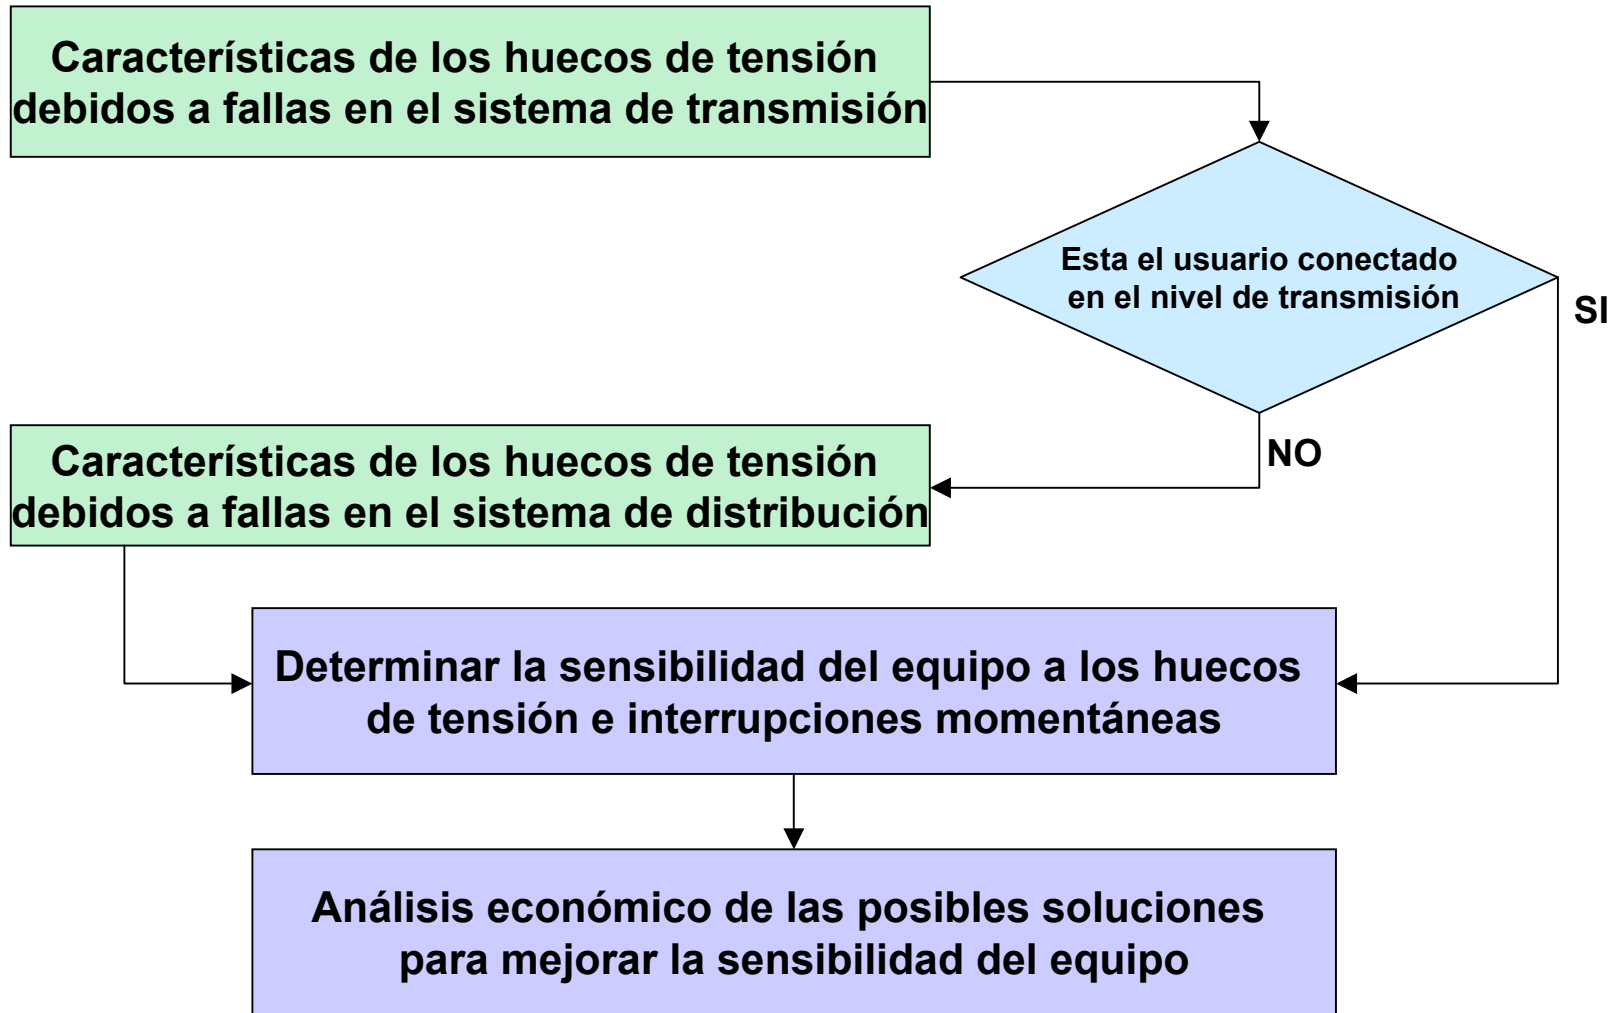 Características de los huecos de tensión
debidos a fallas en el sistema de transmisión
Esta el usuario conectado
en el nivel de transmisión
SI
NO
Características de los huecos de tensión
debidos a fallas en el sistema de distribución
Determinar la sensibilidad del equipo a los huecos
de tensión e interrupciones momentáneas
Análisis económico de las posibles soluciones
para mejorar la sensibilidad del equipo